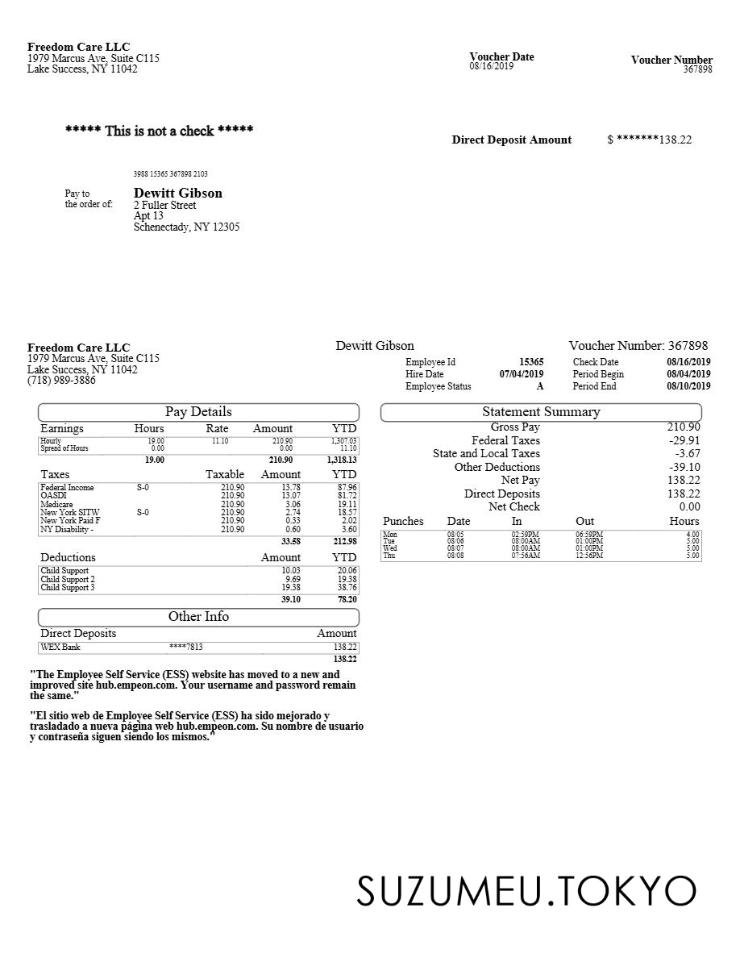 Freedom Care LLC
1979 Marcus Ave, Suite C115
Lake Success, NY 11042
Voucher Date
08/16/2019
Voucher Number
367898
***** This is not a check *****
Direct Deposit Amount $ *******138.22
3988 15365 367898 2103
Pay to
the order of:
Dewitt Gibson
2 Fuller Street
Apt 13
Schenectady, NY 12305
Freedom Care LLC
1979 Marcus Ave, Suite C115
Lake Success, NY 11042
(718) 989-3886
Dewitt Gibson
Voucher Number: 367898
Employee Id 15365 Check Date 08/16/2019
Hire Date 07/04/2019 Period Begin 08/04/2019
Employee Status A Period End 08/10/2019
Pay Details
Earnings Hours Rate Amount YTD
Hourly 19.00 11.10 210.90 1,307.03
Spread of Hours 0.00 0.00 11.10
19.00 210.90 1,318.13
Taxes Taxable Amount YTD
Federal Income S-0 210.90 13.78 87.96
OASDI 210.90 13.07 81.72
Medicare 210.90 3.06 19.11
New York SITW S-0 210.90 2.74 18.57
New York Paid F 210.90 0.33 2.02
NY Disability - 210.90 0.60 3.60
33.58 212.98
Deductions Amount YTD
Child Support 10.03 20.06
Child Support 2 9.69 19.38
Child Support 3 19.38 38.76
39.10 78.20
Other Info
Direct Deposits Amount
WEX Bank ****7813 138.22
138.22
"The Employee Self Service (ESS) website has moved to a new and
improved site hub.empeon.com. Your username and password remain
the same."
"El sitio web de Employee Self Service (ESS) ha sido mejorado y
trasladado a nueva página web hub.empeon.com. Su nombre de usuario
y contraseña siguen siendo los mismos."
Statement Summary
Gross Pay 210.90
Federal Taxes -29.91
State and Local Taxes -3.67
Other Deductions -39.10
Net Pay 138.22
Direct Deposits 138.22
Net Check 0.00
Punches Date In Out Hours
Mon 08/05 02:59PM 06:59PM 4.00
Tue 08/06 08:00AM 01:00PM 5.00
Wed 08/07 08:00AM 01:00PM 5.00
Thu 08/08 07:56AM 12:56PM 5.00
SUZUMEU.TOKYO